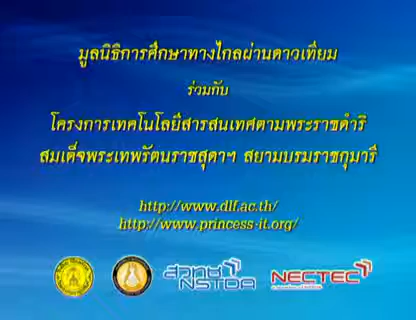 มูลนิธิการศึกษาทางไกลผ่านดาวเทียม
ร่วมกับ
โครงการเทคโนโลยีสารสนเทศตามพระราชดำริ
สมเด็จพระเทพรัตนราชสุดาฯ สยามบรมราชกุมารี
http://www.dlf.ac.th/
http://www.princess-it.org/
สวทช
NSTDA
NECTEC